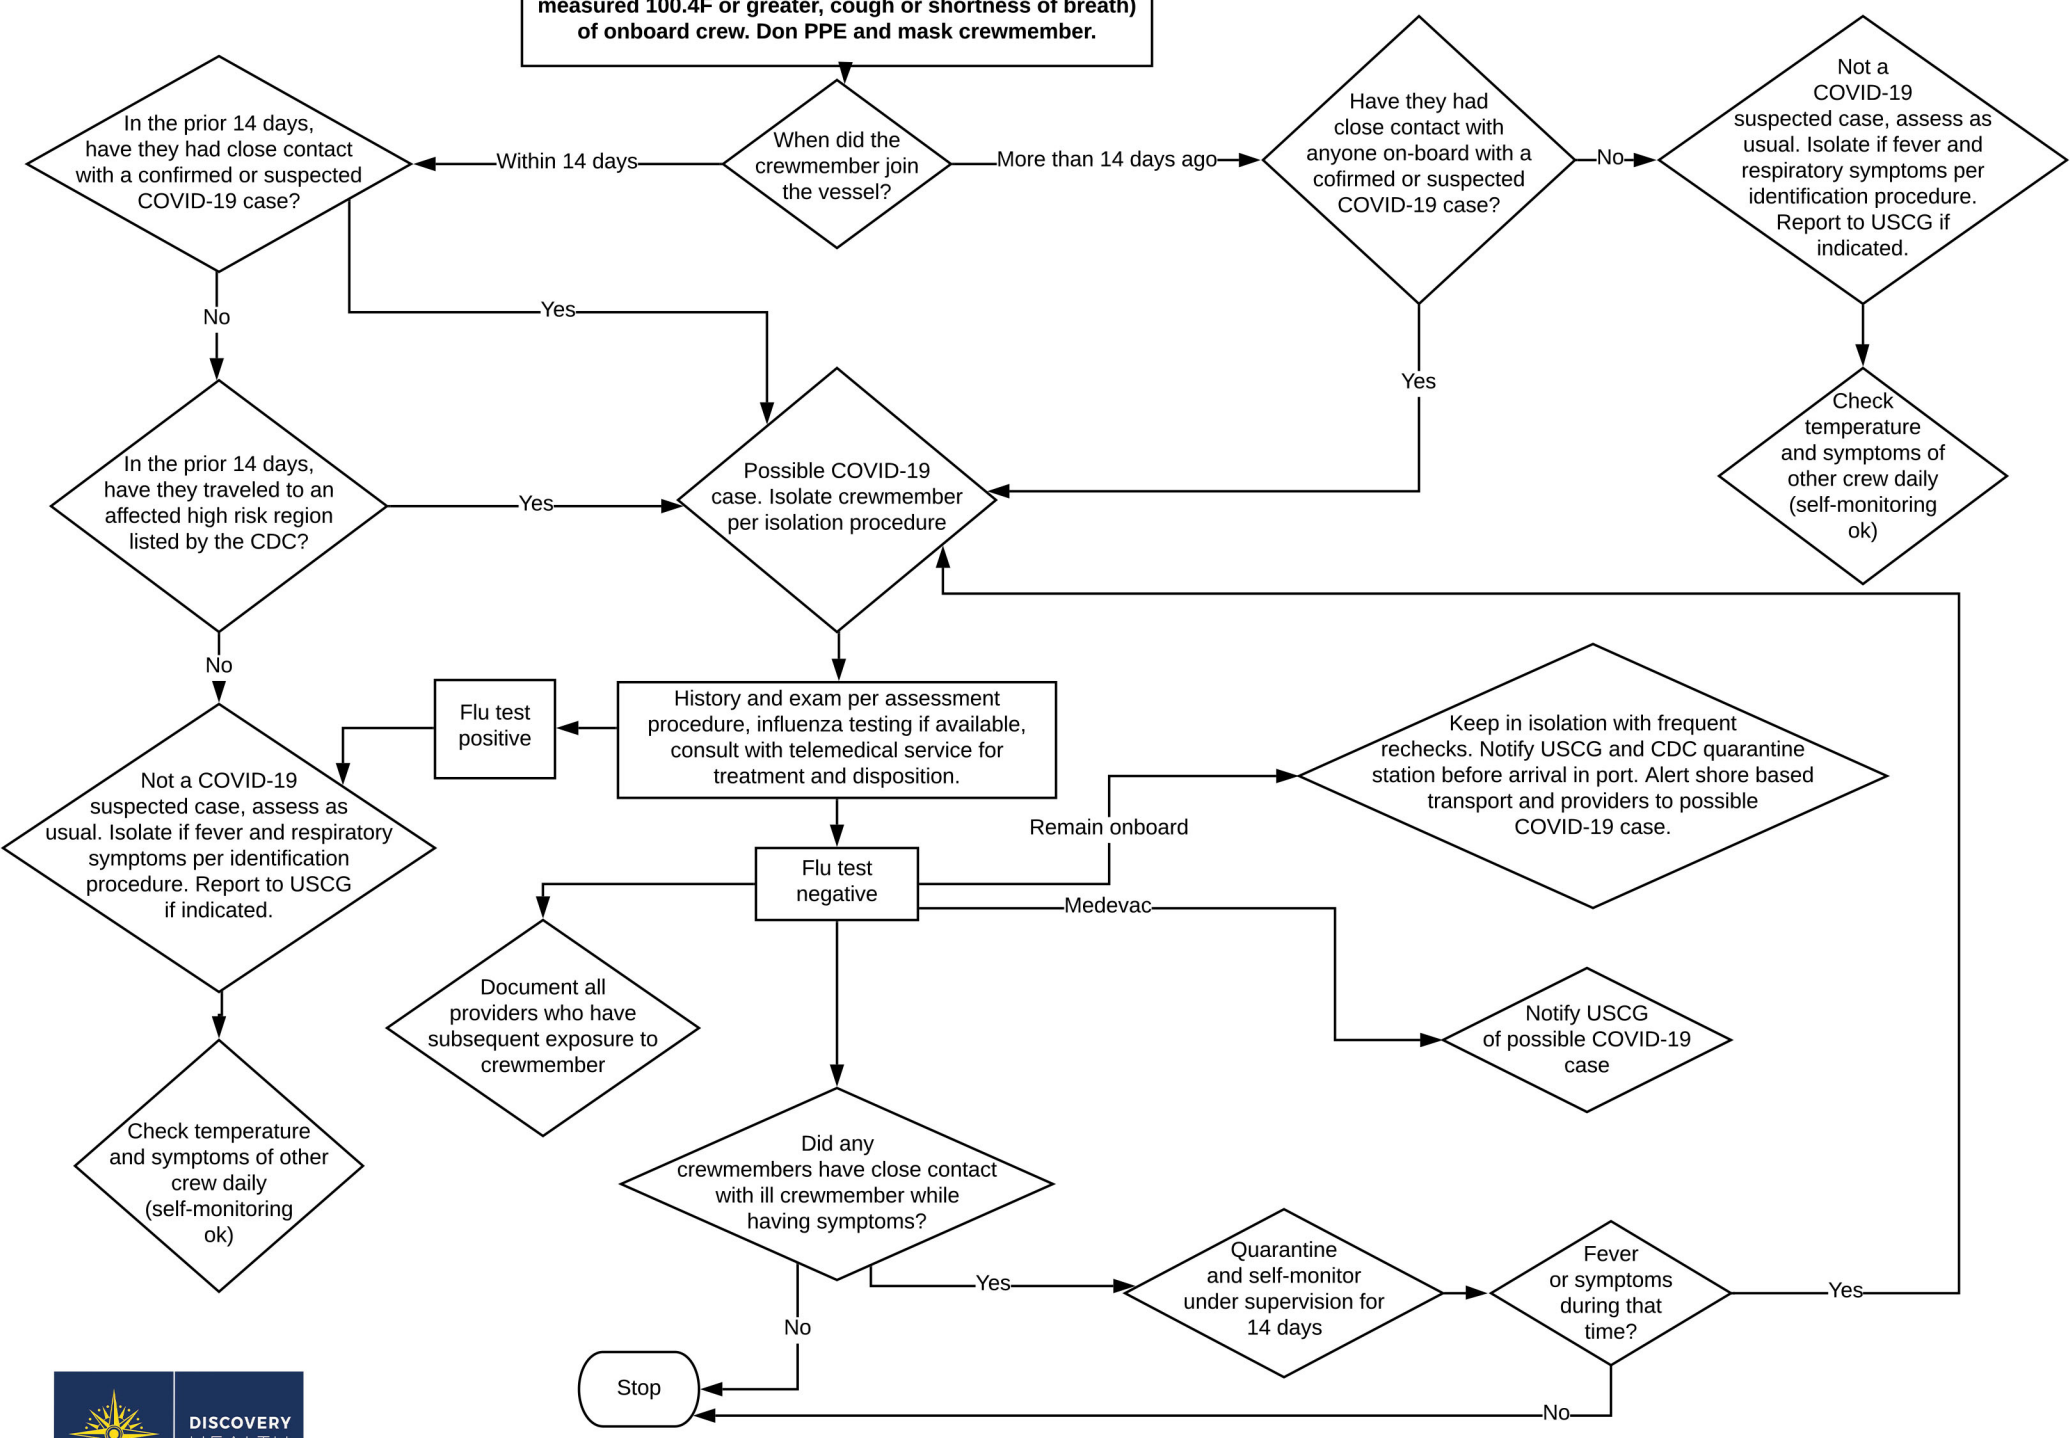 measured 100.4F or greater, cough or shortness of breath)
of onboard crew. Don PPE and mask crewmember.
In the prior 14 days,
have they had close contact
with a confirmed or suspected
COVID-19 case?
Within 14 days
When did the
crewmember join
the vessel?
More than 14 days ago
Have they had
close contact with
anyone on-board with a
cofirmed or suspected
COVID-19 case?
No
Not a
COVID-19
suspected case, assess as
usual. Isolate if fever and
respiratory symptoms per
identification procedure.
Report to USCG if
indicated.
No
Yes
Yes
Check
temperature
and symptoms of
other crew daily
(self-monitoring
ok)
In the prior 14 days,
have they traveled to an
affected high risk region
listed by the CDC?
Yes
Possible COVID-19
case. Isolate crewmember
per isolation procedure
No
Flu test
positive
History and exam per assessment
procedure, influenza testing if available,
consult with telemedical service for
treatment and disposition.
Keep in isolation with frequent
rechecks. Notify USCG and CDC quarantine
station before arrival in port. Alert shore based
transport and providers to possible
COVID-19 case.
Not a COVID-19
suspected case, assess as
usual. Isolate if fever and respiratory
symptoms per identification
procedure. Report to USCG
if indicated.
Remain onboard
Flu test
negative
Medevac
Document all
providers who have
subsequent exposure to
crewmember
Notify USCG
of possible COVID-19
case
Check temperature
and symptoms of other
crew daily
(self-monitoring
ok)
Did any
crewmembers have close contact
with ill crewmember while
having symptoms?
Yes
Quarantine
and self-monitor
under supervision for
14 days
Fever
or symptoms
during that
time?
Yes
No
Stop
No
DISCOVERY
HEALTH